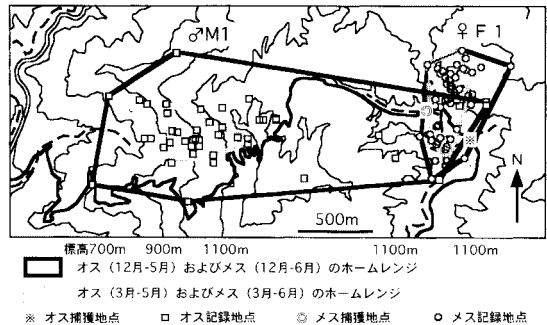 ♂M1
♀F1
N
500m
標高700m 900m 1100m 1100m 1100m
オス（12月-5月）およびメス（12月-6月）のホームレンジ
オス（3月-5月）およびメス（3月-6月）のホームレンジ
※ オス捕獲地点 □ オス記録地点 ◎ メス捕獲地点 ○ メス記録地点